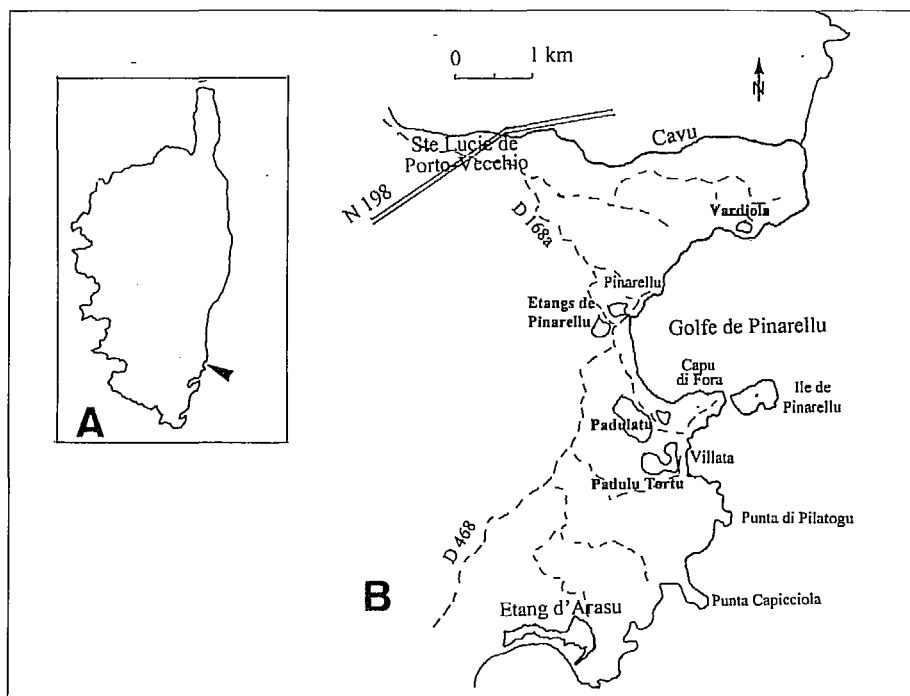 0 1 km
N
Cavu
Ste Lucie de
Porto-Vecchio
N 198
D 168a
Vardiola
Pinarellu
Etangs de
Pinarellu
Golfe de Pinarellu
Capu
di Fora
Ile de
Pinarellu
Padulatu
Villata
Padulu Tortu
Punta di Pilatogu
D 468
Punta Capicciola
Etang d'Arasu
A
B